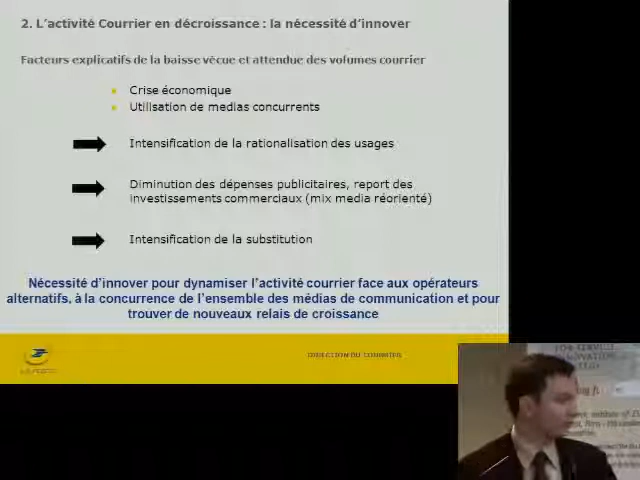 2. L’activité Courrier en décroissance : la nécessité d’innover
Facteurs explicatifs de la baisse vécue et attendue des volumes courrier
Crise économique
Utilisation de medias concurrents
Intensification de la rationalisation des usages
Diminution des dépenses publicitaires, report des
investissements commerciaux (mix media réorienté)
Intensification de la substitution
Nécessité d’innover pour dynamiser l’activité courrier face aux opérateurs
alternatifs, à la concurrence de l’ensemble des médias de communication et pour
trouver de nouveaux relais de croissance
DIRECTION DU COURRIER
FOR SERVICE